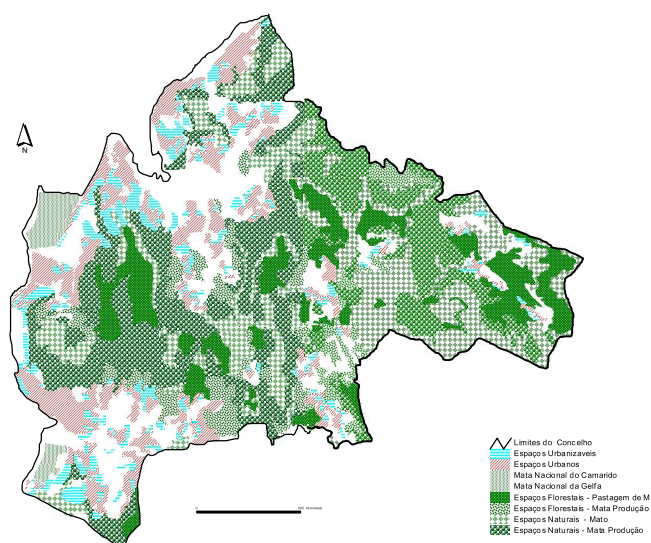 N
0
Limites do Concelho
Espaços Urbanizaveis
Espaços Urbanos
Mata Nacional do Camarido
Mata Nacional da Gelfa
Espaços Florestais - Pastagem de M
Espaços Florestais - Mata Produção
Espaços Naturais - Mato
Espaços Naturais - Mata Produção